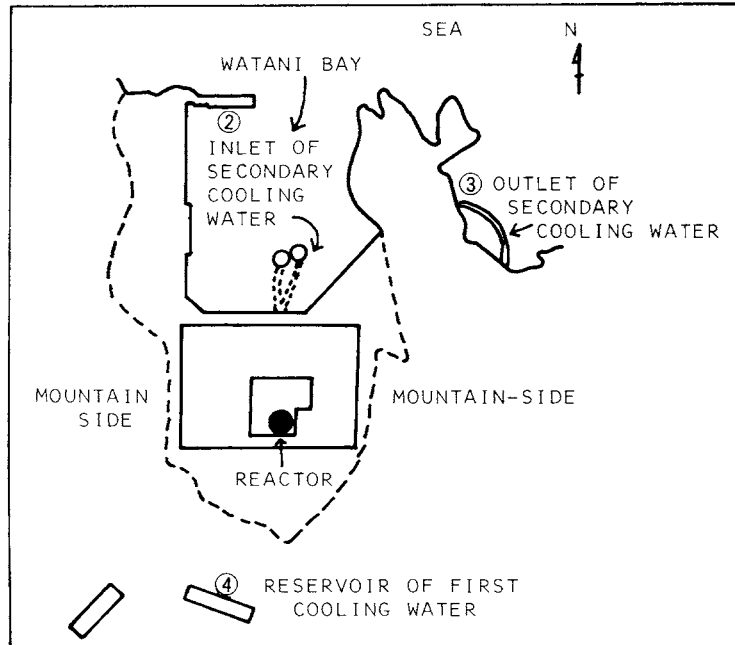 SEA
N
WATANI BAY
②
INLET OF
SECONDARY
COOLING
WATER
③ OUTLET OF
SECONDARY
COOLING WATER
MOUNTAIN
SIDE
MOUNTAIN-SIDE
REACTOR
④ RESERVOIR OF FIRST
COOLING WATER